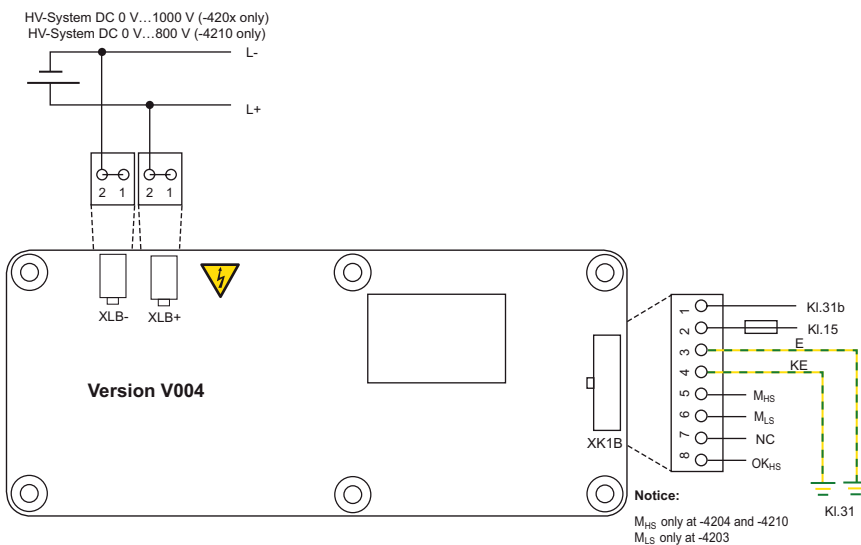 HV-System DC 0 V...1000 V (-420x only)
HV-System DC 0 V...800 V (-4210 only)
L-
L+
2 1
2 1
XLB-
XLB+
Version V004
XK1B
1
Kl.31b
2
Kl.15
3
E
4
KE
5
MHS
6
MLS
7
NC
8
OKHS
Kl.31
Notice:
MHS only at -4204 and -4210
MLS only at -4203